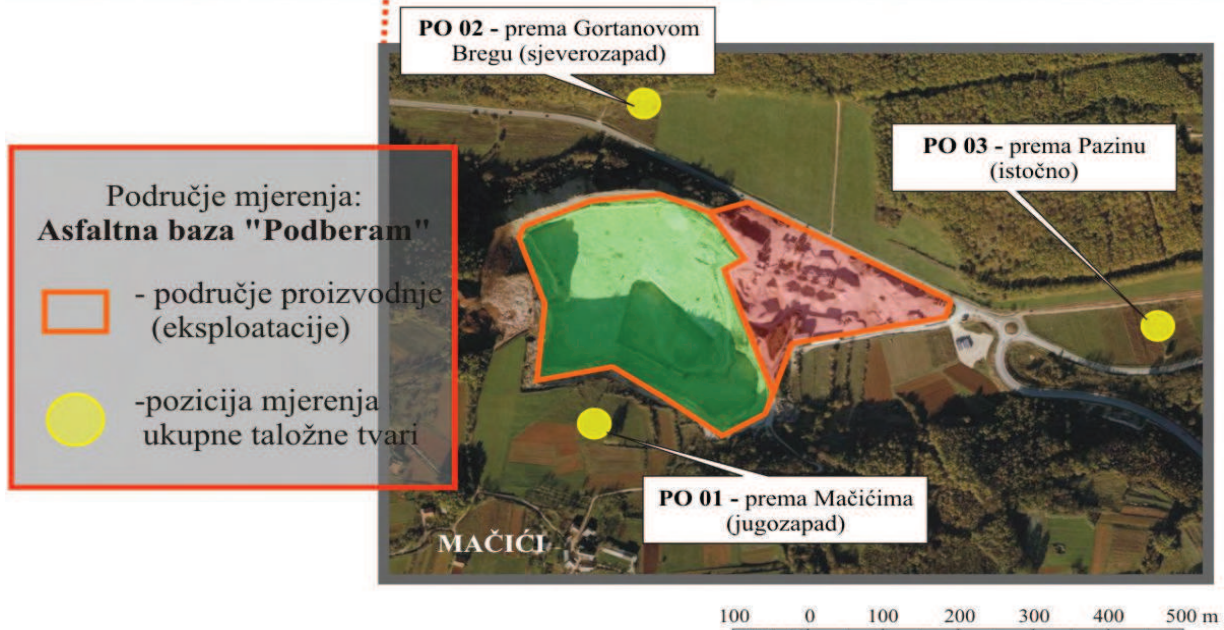 PO 02 - prema Gortanovom
Bregu (sjeverozapad)
PO 03 - prema Pazinu
(istočno)
Područje mjerenja:
Asfaltna baza "Podberam"
- područje proizvodnje
(eksploatacije)
-pozicija mjerenja
ukupne taložne tvari
PO 01 - prema Mačićima
(jugozapad)
MAČIĆI
100 0 100 200 300 400 500 m